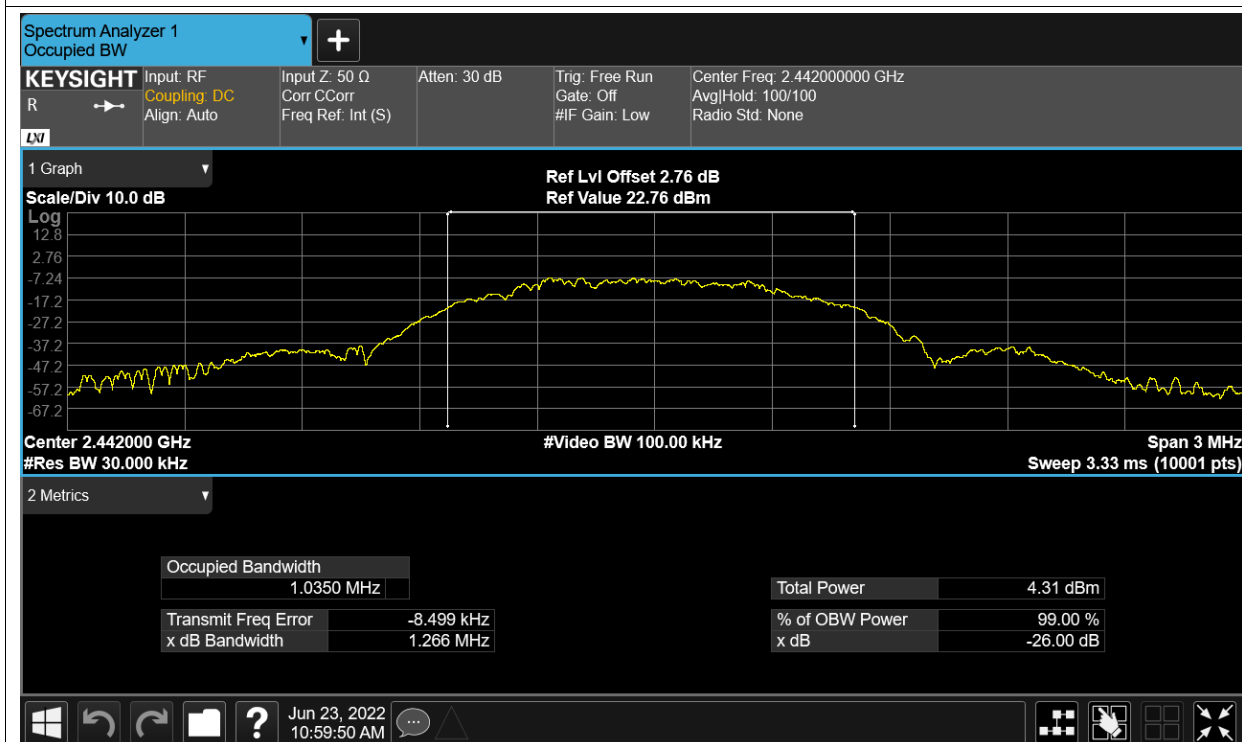 Spectrum Analyzer 1
Occupied BW
KEYSIGHT
R
LXI
Input: RF
Coupling: DC
Align: Auto
Input Z: 50 Ω
Corr CCorr
Freq Ref: Int (S)
Atten: 30 dB
Trig: Free Run
Gate: Off
#IF Gain: Low
Center Freq: 2.442000000 GHz
Avg|Hold: 100/100
Radio Std: None
1 Graph
Scale/Div 10.0 dB
Ref Lvl Offset 2.76 dB
Ref Value 22.76 dBm
Log
12.8
2.76
-7.24
-17.2
-27.2
-37.2
-47.2
-57.2
-67.2
Center 2.442000 GHz
#Res BW 30.000 kHz
#Video BW 100.00 kHz
Span 3 MHz
Sweep 3.33 ms (10001 pts)
2 Metrics
Occupied Bandwidth
1.0350 MHz
Transmit Freq Error -8.499 kHz
x dB Bandwidth 1.266 MHz
Total Power 4.31 dBm
% of OBW Power 99.00 %
x dB -26.00 dB
?
Jun 23, 2022
10:59:50 AM